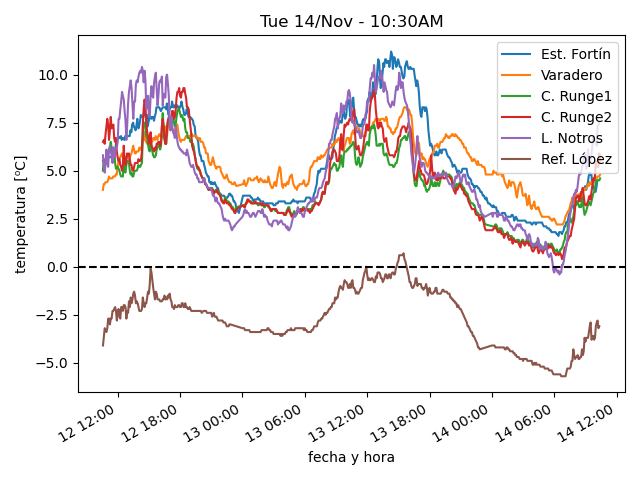 Tue 14/Nov - 10:30AM
temperatura [ºC]
10.0
7.5
5.0
2.5
0.0
−2.5
−5.0
Est. Fortín
Varadero
C. Runge1
C. Runge2
L. Notros
Ref. López
12 12:00
12 18:00
13 00:00
13 06:00
13 12:00
13 18:00
14 00:00
14 06:00
14 12:00
fecha y hora